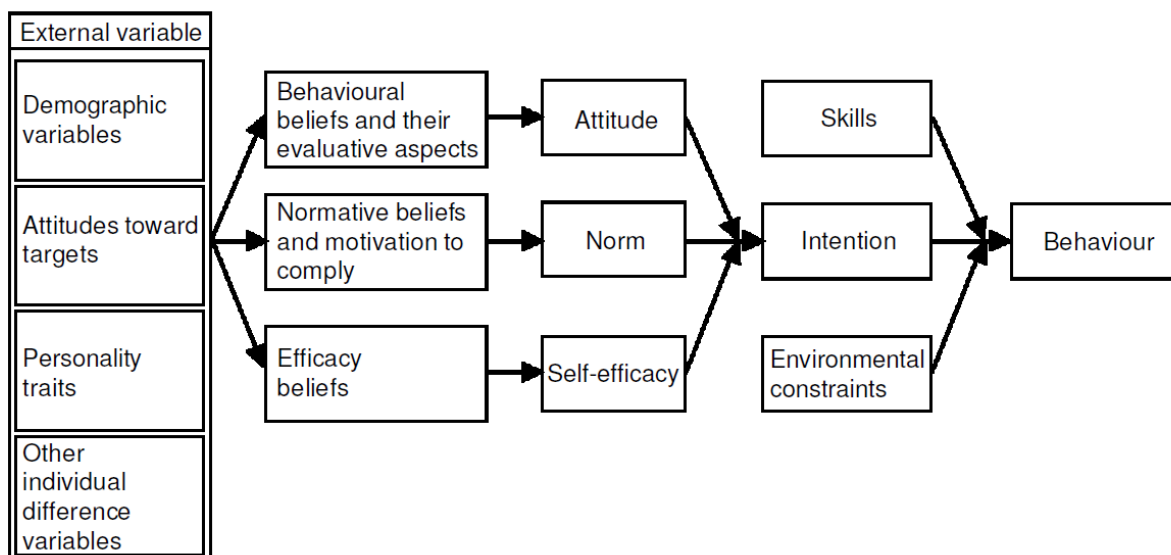 External variable
Demographic
variables
Attitudes toward
targets
Personality
traits
Other
individual
difference
variables
Behavioural
beliefs and their
evaluative aspects
Normative beliefs
and motivation to
comply
Efficacy
beliefs
Attitude
Norm
Self-efficacy
Skills
Intention
Environmental
constraints
Behaviour